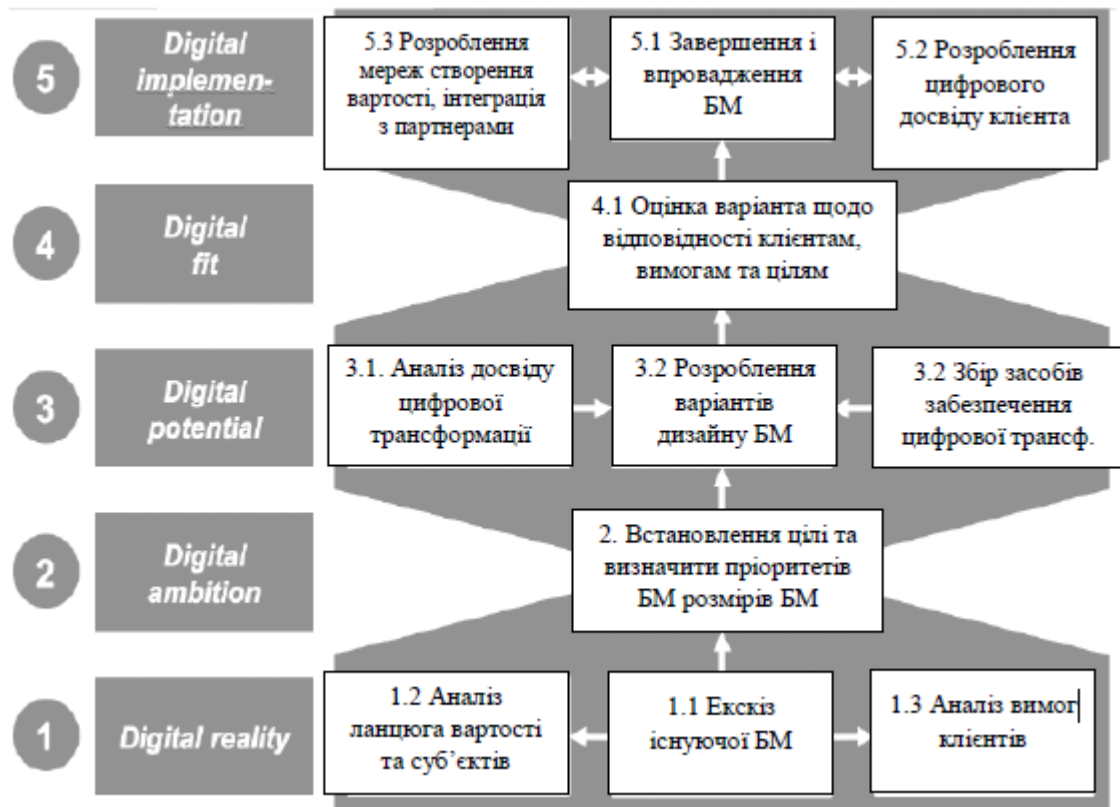 5
Digital
implemen-
tation
5.3 Розроблення
мереж створення
вартості, інтеграція
з партнерами
5.1 Завершення і
впровадження
БМ
5.2 Розроблення
цифрового
досвіду клієнта
4
Digital
fit
4.1 Оцінка варіанта щодо
відповідності клієнтам,
вимогам та цілям
3
Digital
potential
3.1. Аналіз досвіду
цифрової
трансформації
3.2 Розроблення
варіантів
дизайну БМ
3.2 Збір засобів
забезпечення
цифрової трансф.
2
Digital
ambition
2. Встановлення цілі та
визначити пріоритетів
БМ розмірів БМ
1
Digital reality
1.2 Аналіз
ланцюга вартості
та суб’єктів
1.1 Екскіз
існуючої БМ
1.3 Аналіз вимог
клієнтів